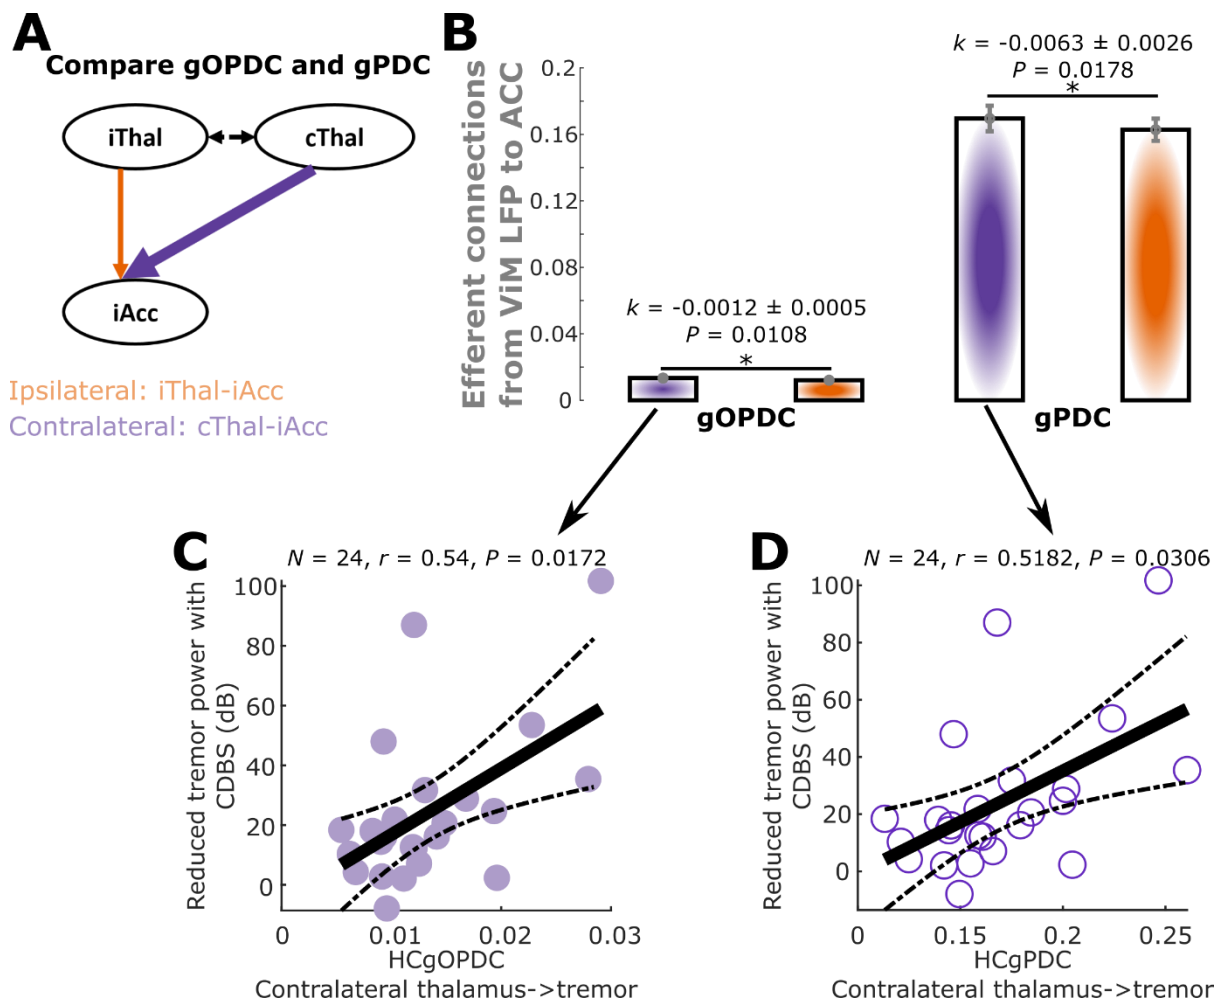 A
Compare gOPDC and gPDC
iThal
cThal
iAcc
Ipsilateral: iThal-iAcc
Contralateral: cThal-iAcc
B
Efferent connections
from ViM LFP to ACC
0.2
0.16
0.12
0.08
0.04
0
k = -0.0012 ± 0.0005
P = 0.0108
*
gOPDC
k = -0.0063 ± 0.0026
P = 0.0178
*
gPDC
C
N = 24, r = 0.54, P = 0.0172
Reduced tremor power with
CDBS (dB)
100
80
60
40
20
0
0 0.01 0.02 0.03
HCgOPDC
Contralateral thalamus->tremor
D
N = 24, r = 0.5182, P = 0.0306
Reduced tremor power with
CDBS (dB)
100
80
60
40
20
0
0 0.15 0.2 0.25
HCgPDC
Contralateral thalamus->tremor